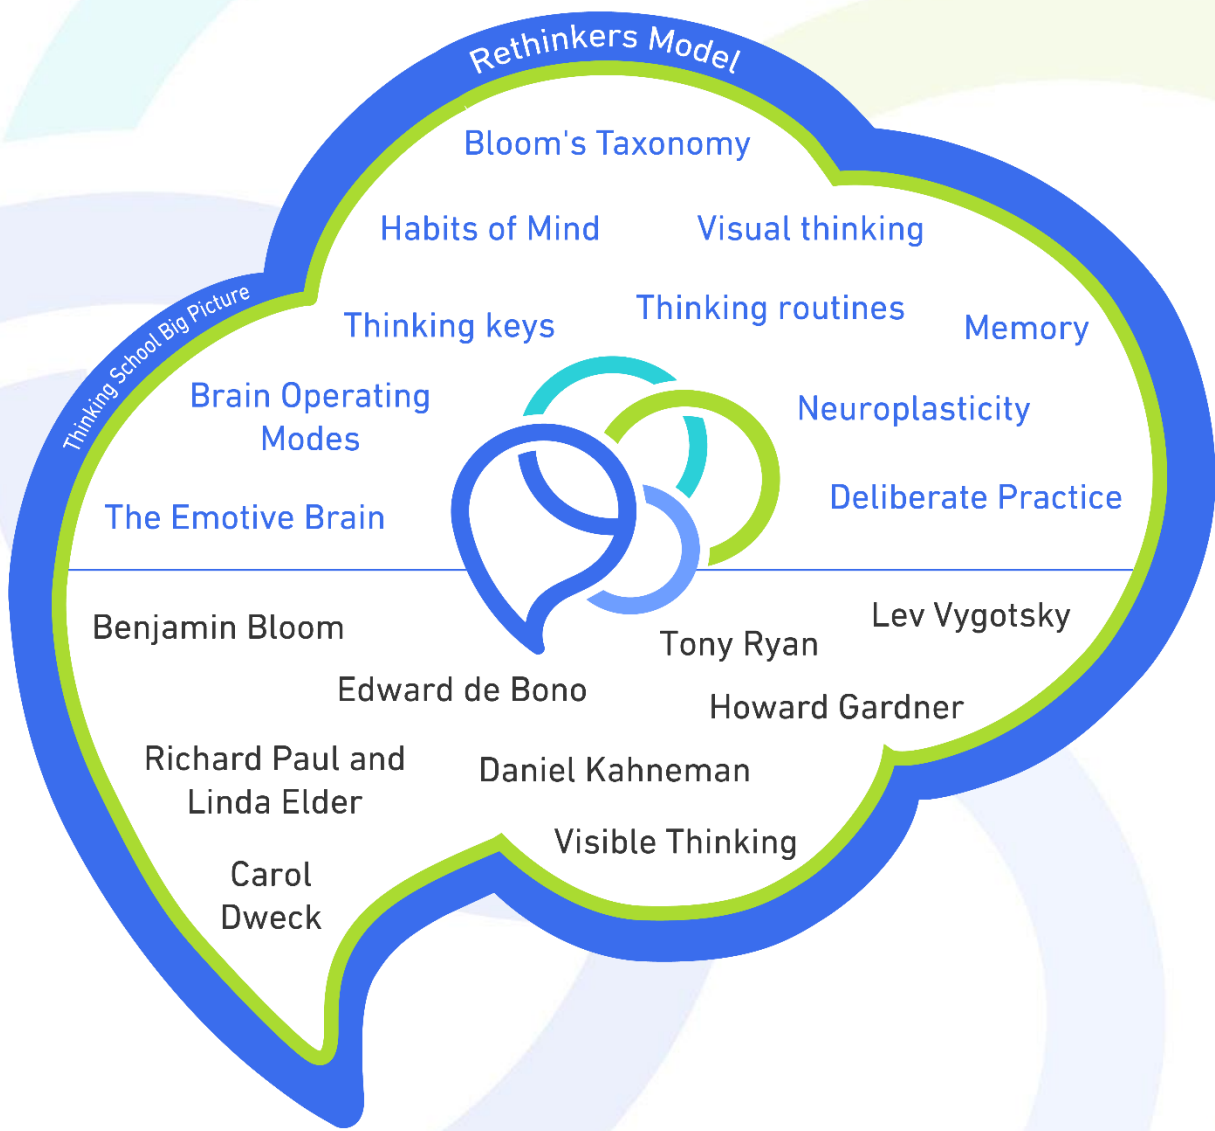 Rethinkers Model
Thinking School Big Picture
Bloom's Taxonomy
Habits of Mind
Visual thinking
Thinking keys
Thinking routines
Memory
Brain Operating
Modes
Neuroplasticity
The Emotive Brain
Deliberate Practice
Benjamin Bloom
Tony Ryan
Lev Vygotsky
Edward de Bono
Howard Gardner
Richard Paul and
Linda Elder
Daniel Kahneman
Visible Thinking
Carol
Dweck